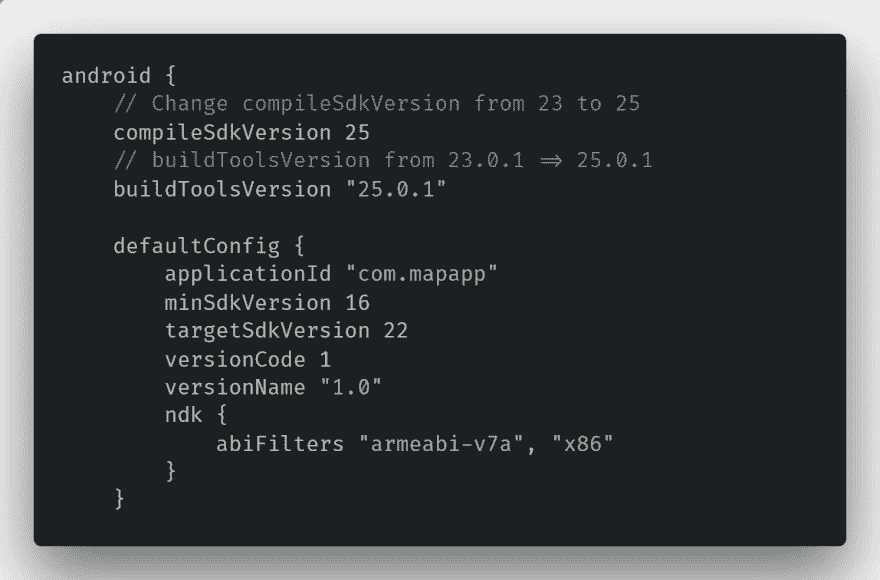 android {
// Change compileSdkVersion from 23 to 25
compileSdkVersion 25
// buildToolsVersion from 23.0.1 => 25.0.1
buildToolsVersion "25.0.1"
defaultConfig {
applicationId "com.mapapp"
minSdkVersion 16
targetSdkVersion 22
versionCode 1
versionName "1.0"
ndk {
abiFilters "armeabi-v7a", "x86"
}
}